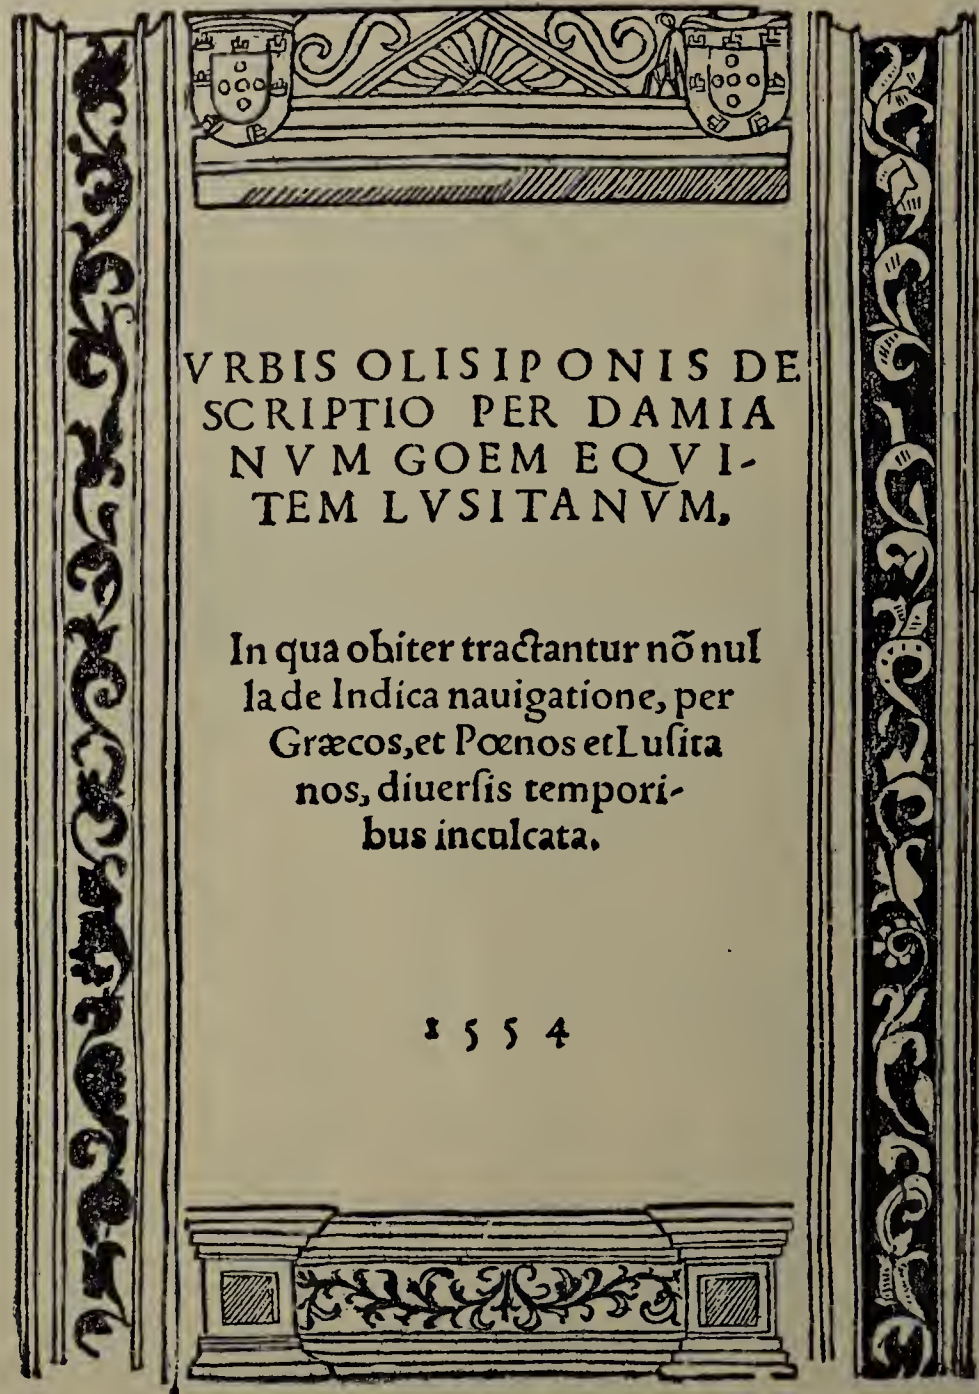 VRBIS OLISIPONIS DE
SCRIPTIO PER DAMIA
NVM GOEM EQVI-
TEM LVSITANVM.
In qua obiter tractantur nõ nul
la de Indica nauigatione, per
Græcos, et Pœnos et Luſita
nos, diuerſis tempori-
bus inculcata.
1554